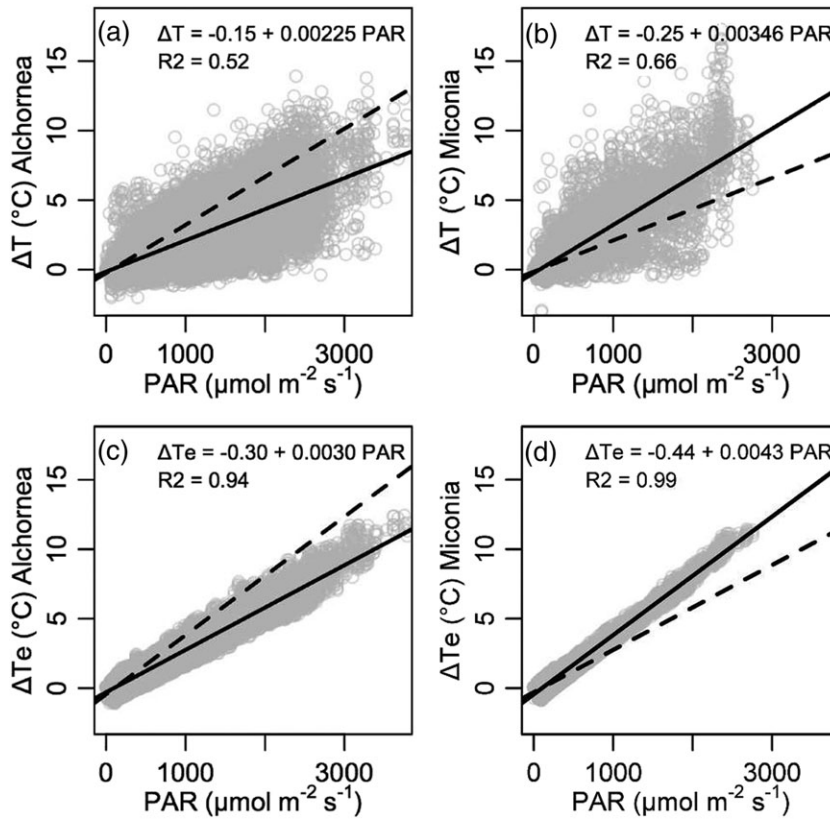 (a)
ΔT = -0.15 + 0.00225 PAR
R2 = 0.52
ΔT (°C) Alchornea
15
10
5
0
0 1000 3000
PAR (μmol m⁻² s⁻¹)
(b)
ΔT = -0.25 + 0.00346 PAR
R2 = 0.66
ΔT (°C) Miconia
15
10
5
0
0 1000 3000
PAR (μmol m⁻² s⁻¹)
(c)
ΔTe = -0.30 + 0.0030 PAR
R2 = 0.94
ΔTe (°C) Alchornea
15
10
5
0
0 1000 3000
PAR (μmol m⁻² s⁻¹)
(d)
ΔTe = -0.44 + 0.0043 PAR
R2 = 0.99
ΔTe (°C) Miconia
15
10
5
0
0 1000 3000
PAR (μmol m⁻² s⁻¹)